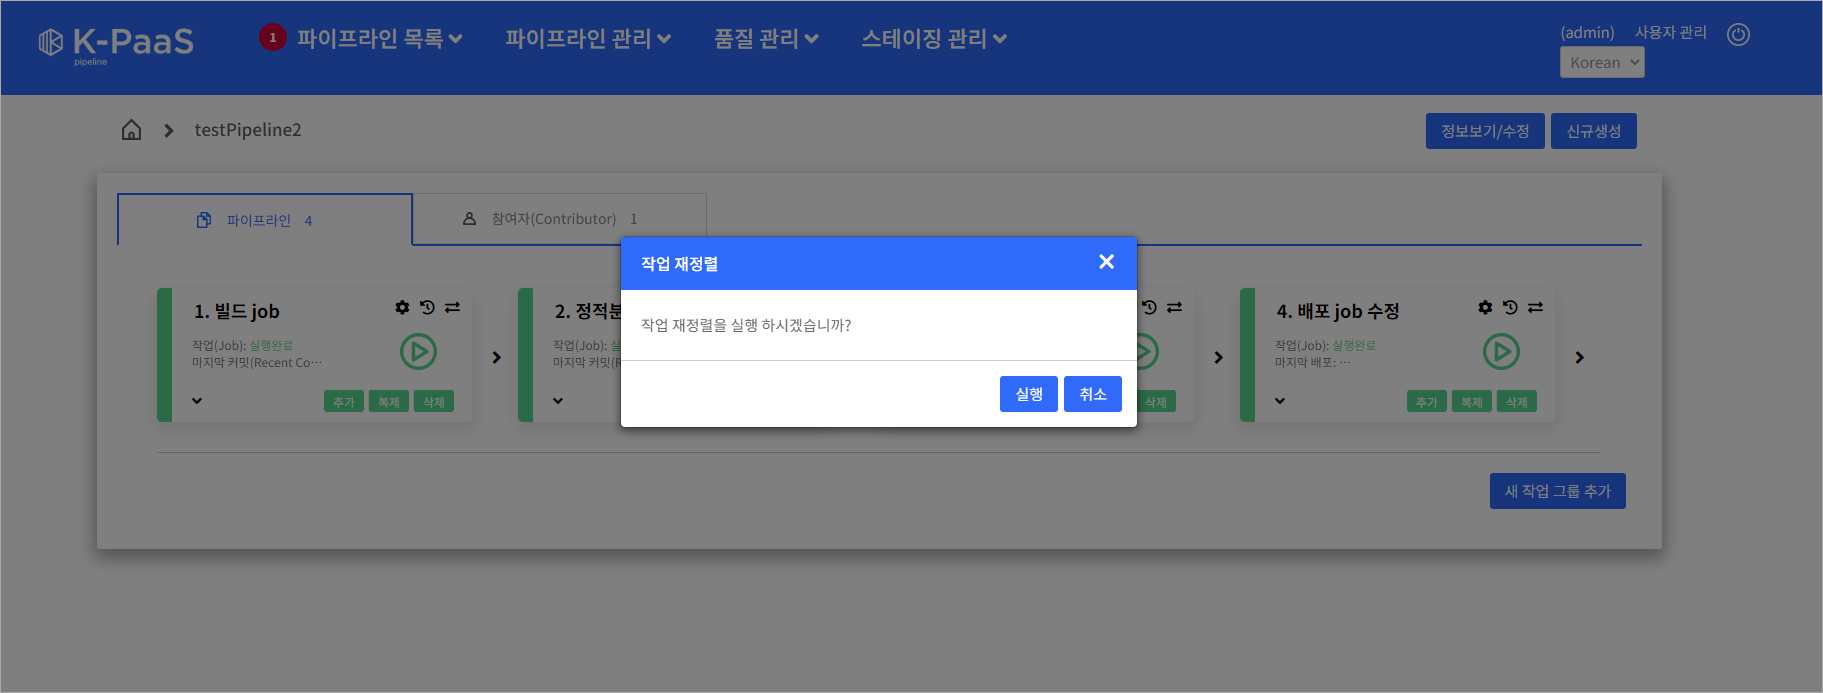 K-PaaS
pipeline
1 파이프라인 목록
파이프라인 관리
품질 관리
스테이징 관리
(admin) 사용자 관리
Korean
testPipeline2
정보보기/수정 신규생성
파이프라인 4
참여자(Contributor) 1
작업 재정렬
작업 재정렬을 실행 하시겠습니까?
실행 취소
1. 빌드 job
작업(Job): 실행완료
마지막 커밋(Recent Co···
추가 복제 삭제
2. 정적분
작업(Job):
마지막 커밋(R
삭제
4. 배포 job 수정
작업(Job): 실행완료
마지막 배포: ···
추가 복제 삭제
새 작업 그룹 추가